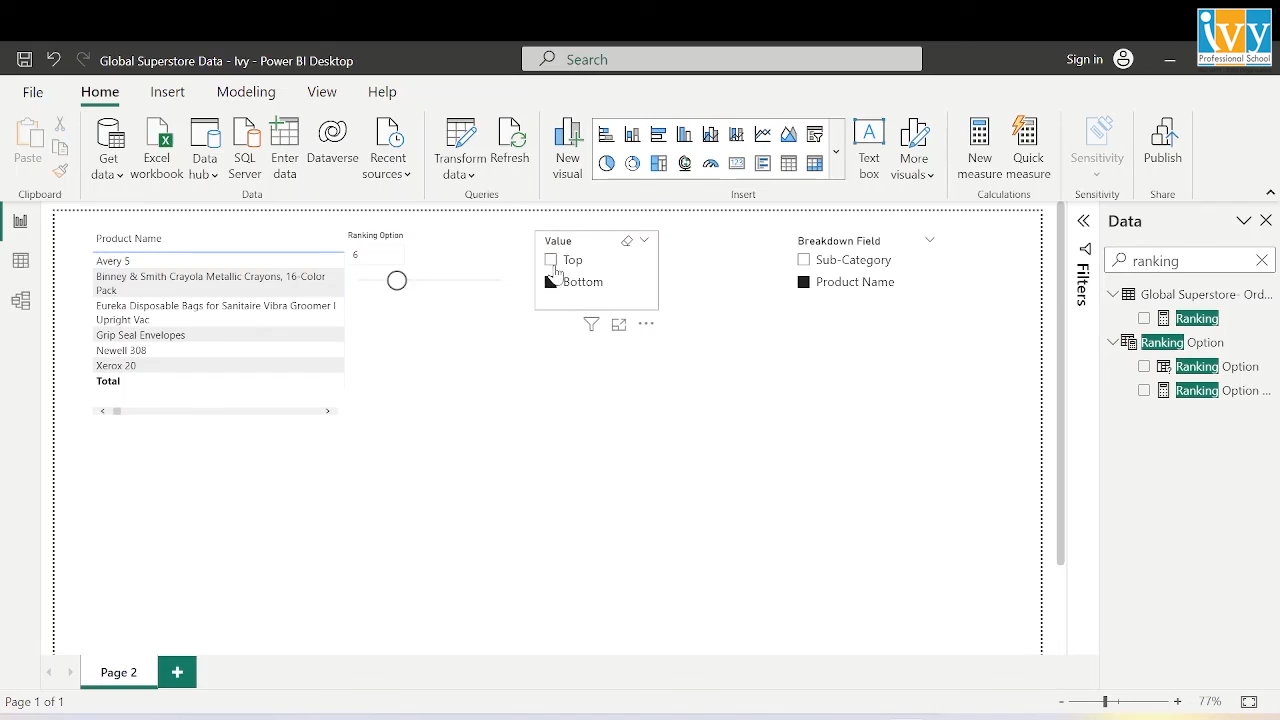 ivy
Professional School
Global Superstore Data - Ivy - Power BI Desktop
Search
Sign in
File
Home
Insert
Modeling
View
Help
Paste
Get
data
Excel
workbook
Data
hub
SQL
Server
Enter
data
Dataverse
Recent
sources
Transform
data
Refresh
New
visual
Text
box
More
visuals
New
measure
Quick
measure
Sensitivity
Publish
Clipboard
Data
Queries
Insert
Calculations
Sensitivity
Share
Product Name
Avery 5
Binney & Smith Crayola Metallic Crayons, 16-Color
Pack
Eureka Disposable Bags for Sanitaire Vibra Groomer I
Upright Vac
Grip Seal Envelopes
Newell 308
Xerox 20
Total
Ranking Option
6
Value
Top
Bottom
Breakdown Field
Sub-Category
Product Name
Filters
Data
ranking
Global Superstore- Ord...
Ranking
Ranking Option
Ranking Option
Ranking Option ...
Page 2
Page 1 of 1
77%